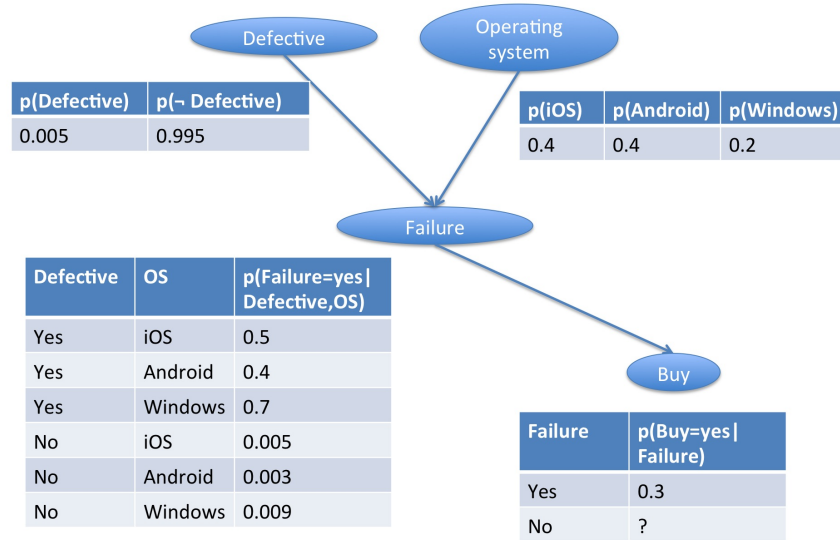 Defective
Operating
system
p(Defective) p(¬ Defective)
0.005 0.995
p(iOS) p(Android) p(Windows)
0.4 0.4 0.2
Failure
Defective OS p(Failure=yes|
Defective,OS)
Yes iOS 0.5
Yes Android 0.4
Yes Windows 0.7
No iOS 0.005
No Android 0.003
No Windows 0.009
Buy
Failure p(Buy=yes|
Failure)
Yes 0.3
No ?